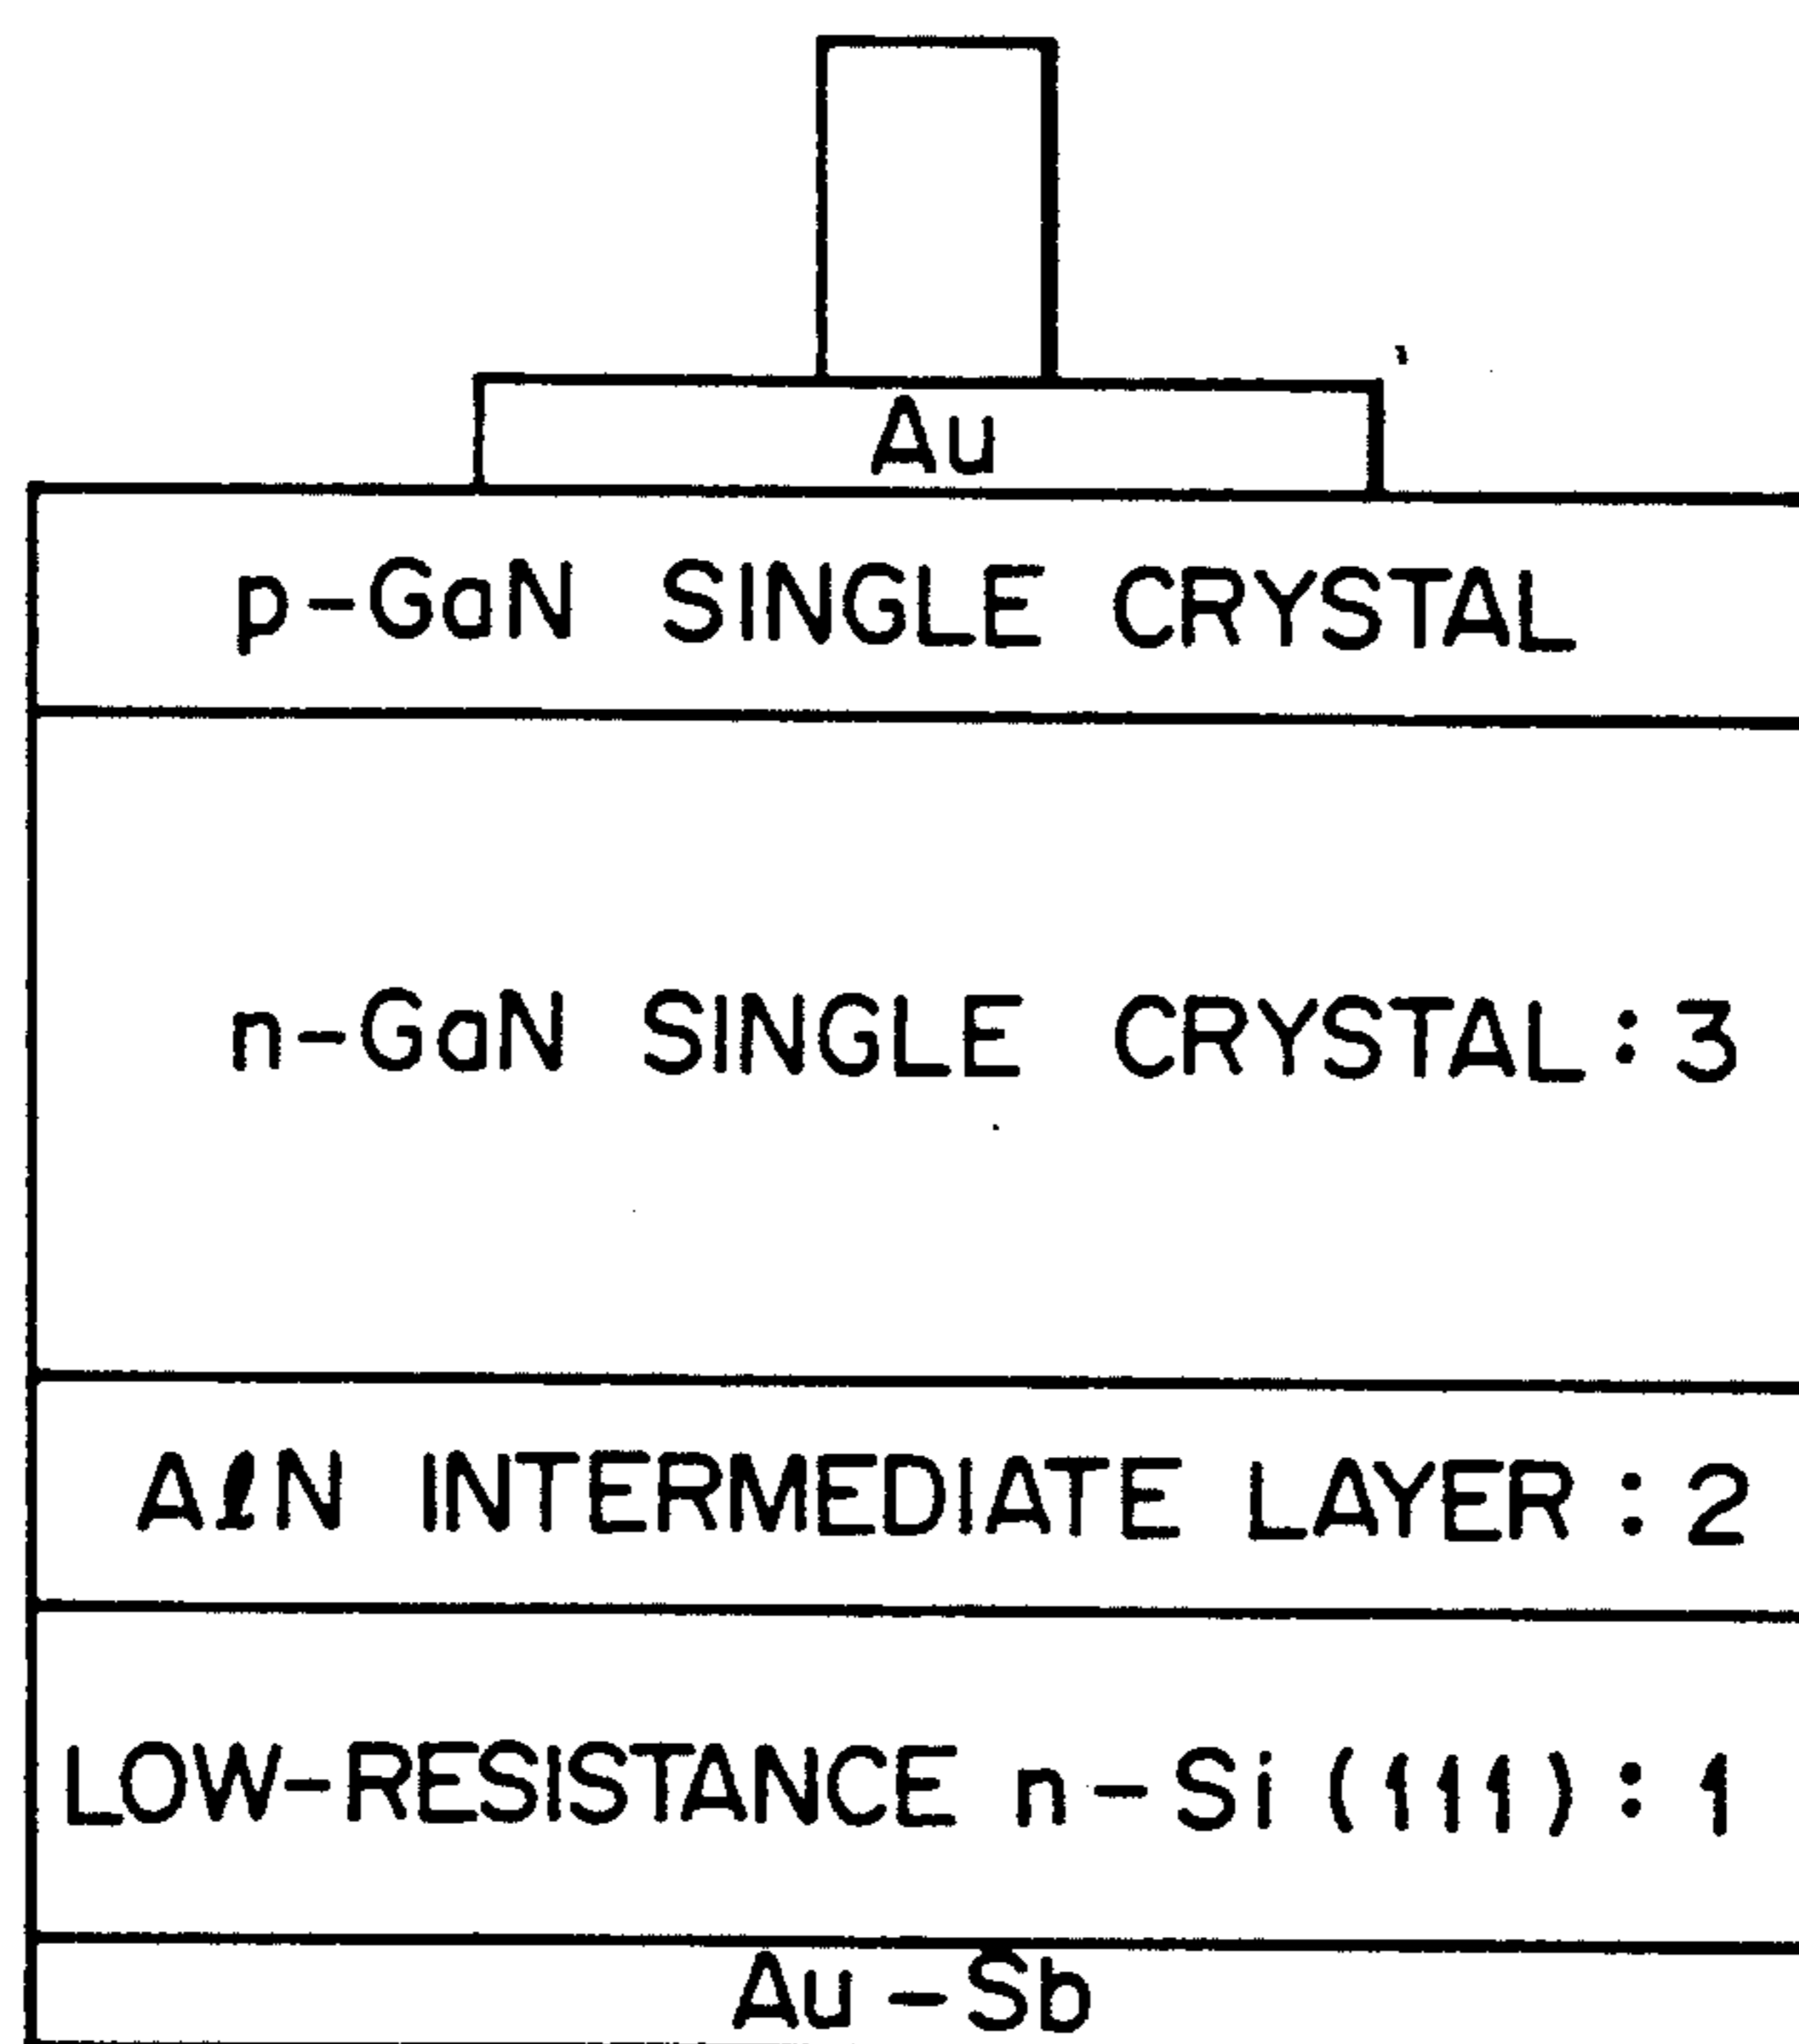 Au
p-GaN SINGLE CRYSTAL
n-GaN SINGLE CRYSTAL:3
AlN INTERMEDIATE LAYER:2
LOW-RESISTANCE n-Si (111):1
Au-Sb